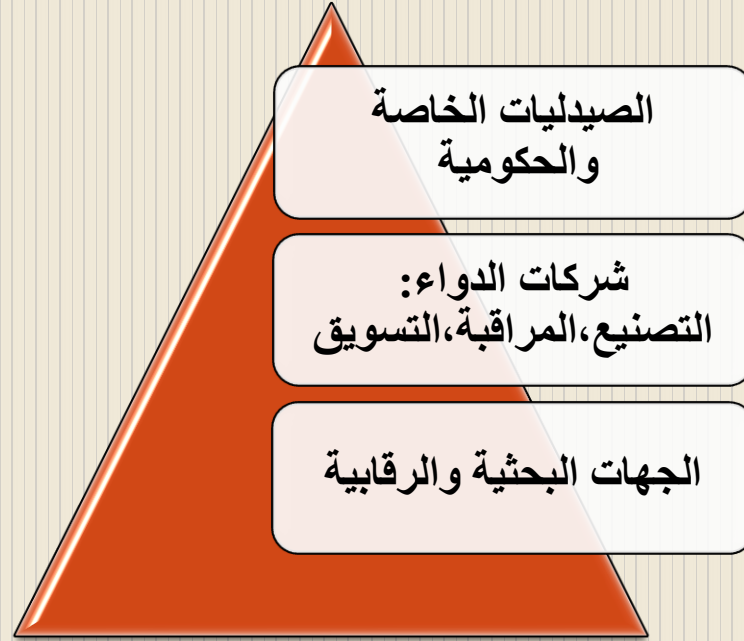 الصيدليات الخاصة
والحكومية
شركات الدواء:
التصنيع،المراقبة،التسويق
الجهات البحثية والرقابية